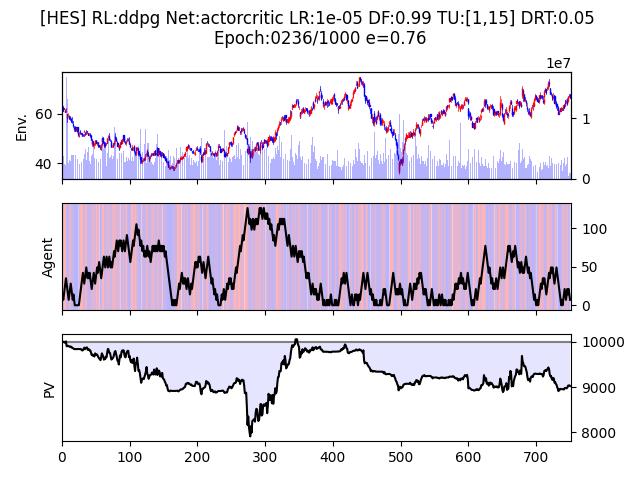 [HES] RL:ddpg Net:actorcritic LR:1e-05 DF:0.99 TU:[1,15] DRT:0.05
Epoch:0236/1000 e=0.76
1e7
Env.
60
40
1
0
Agent
100
50
0
PV
10000
9000
8000
0 100 200 300 400 500 600 700